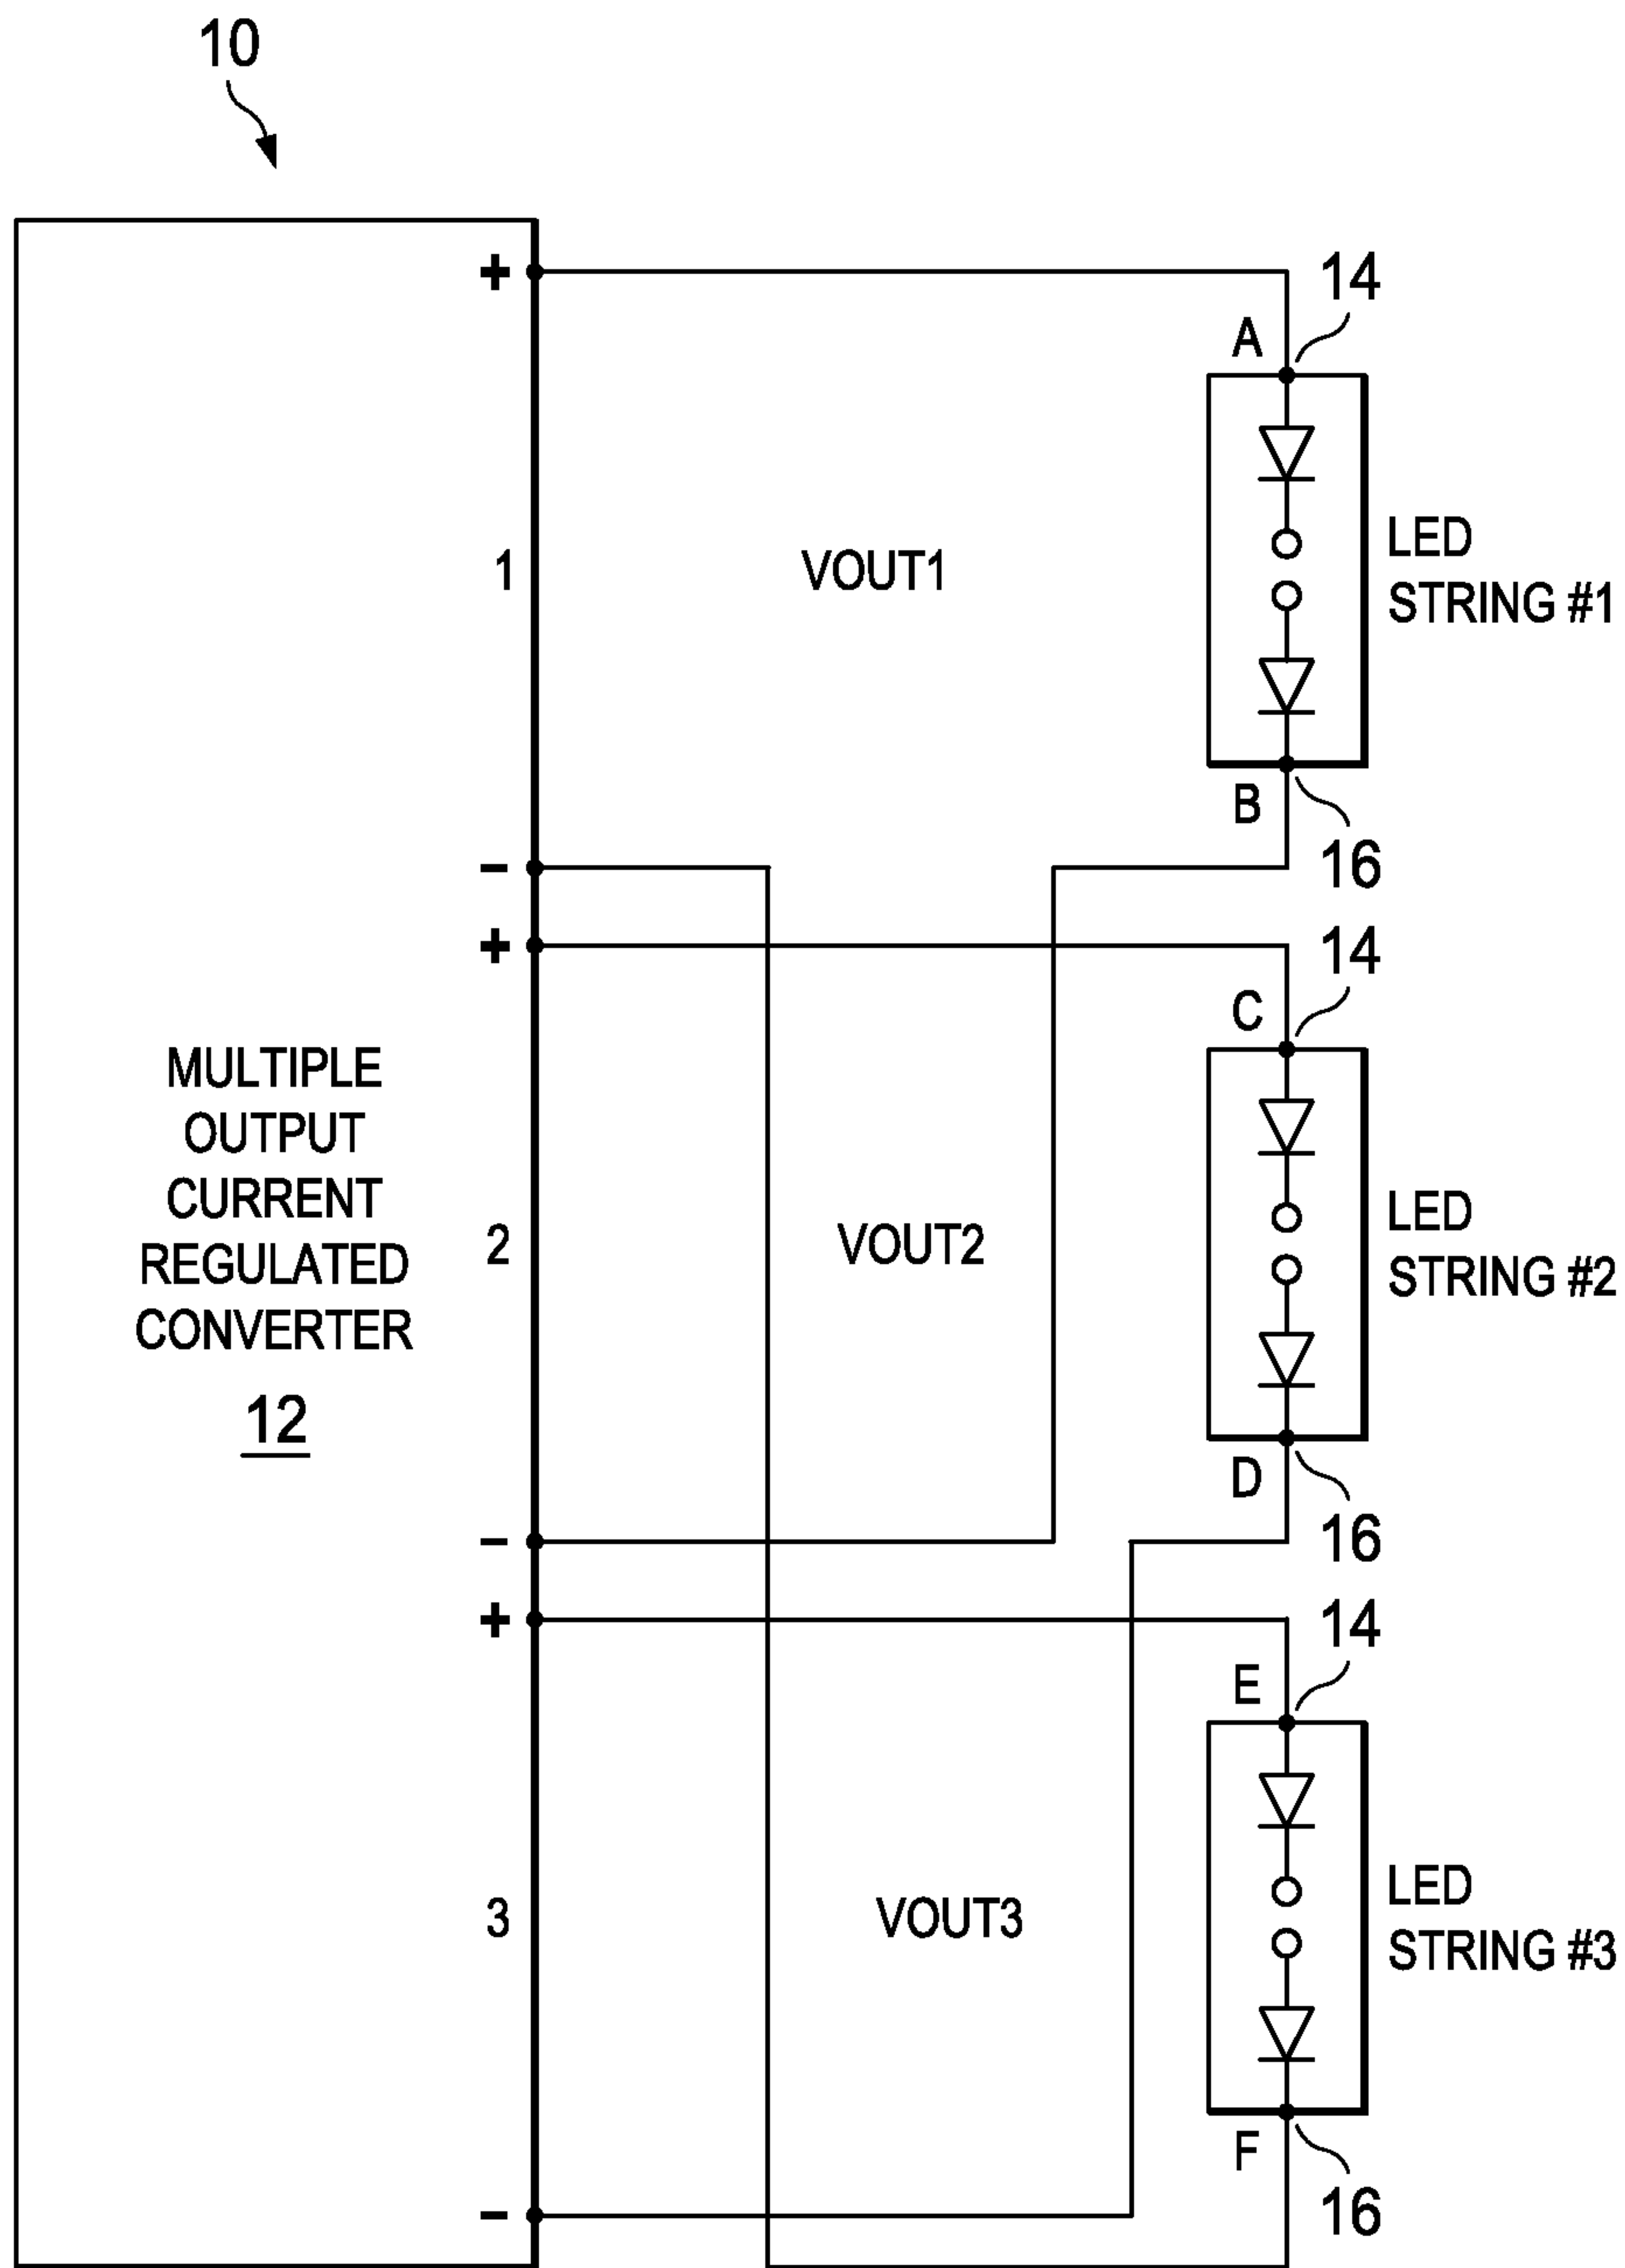 10
+
14
A
1
VOUT1
LED
STRING #1
B
16
−
+
14
C
MULTIPLE
OUTPUT
CURRENT
REGULATED
CONVERTER
12
2
VOUT2
LED
STRING #2
D
16
−
+
14
E
3
VOUT3
LED
STRING #3
F
16
−